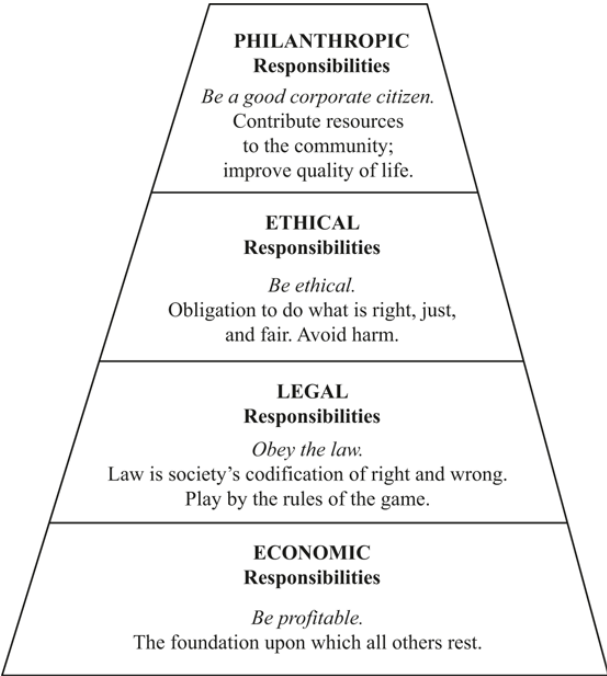 PHILANTHROPIC
Responsibilities
Be a good corporate citizen.
Contribute resources
to the community;
improve quality of life.
ETHICAL
Responsibilities
Be ethical.
Obligation to do what is right, just,
and fair. Avoid harm.
LEGAL
Responsibilities
Obey the law.
Law is society’s codification of right and wrong.
Play by the rules of the game.
ECONOMIC
Responsibilities
Be profitable.
The foundation upon which all others rest.